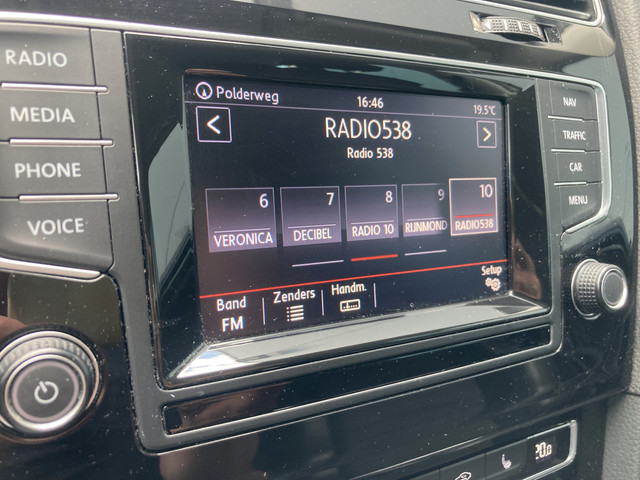 RADIO
MEDIA
PHONE
VOICE
Polderweg
16:46
19.5°C
RADIO538
Radio 538
6
VERONICA
7
DECIBEL
8
RADIO 10
9
RIJNMOND
10
RADIO538
Band
FM
Zenders
Handm.
Setup
NAV
TRAFFIC
CAR
MENU
20.0